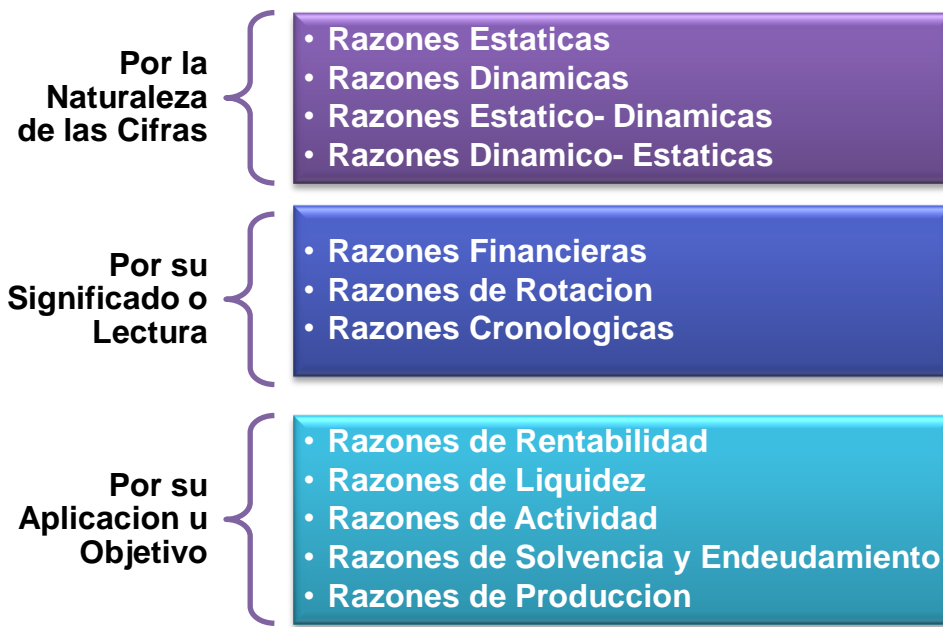 Por la
Naturaleza
de las Cifras
• Razones Estaticas
• Razones Dinamicas
• Razones Estatico- Dinamicas
• Razones Dinamico- Estaticas
Por su
Significado o
Lectura
• Razones Financieras
• Razones de Rotacion
• Razones Cronologicas
Por su
Aplicacion u
Objetivo
• Razones de Rentabilidad
• Razones de Liquidez
• Razones de Actividad
• Razones de Solvencia y Endeudamiento
• Razones de Produccion